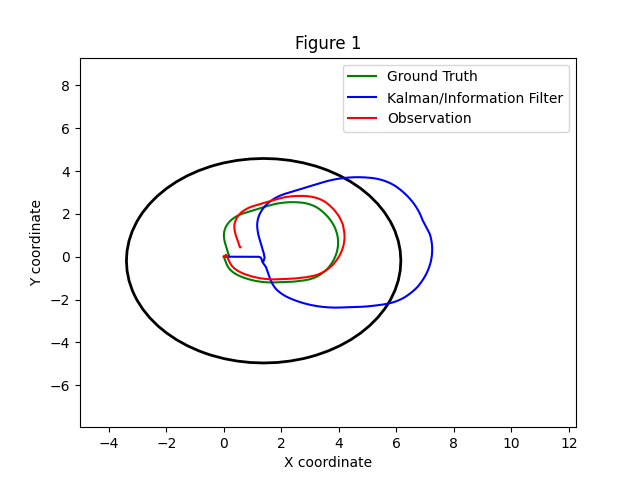 Figure 1
Ground Truth
Kalman/Information Filter
Observation
8
6
4
2
0
−2
−4
−6
Y coordinate
−4 −2 0 2 4 6 8 10 12
X coordinate